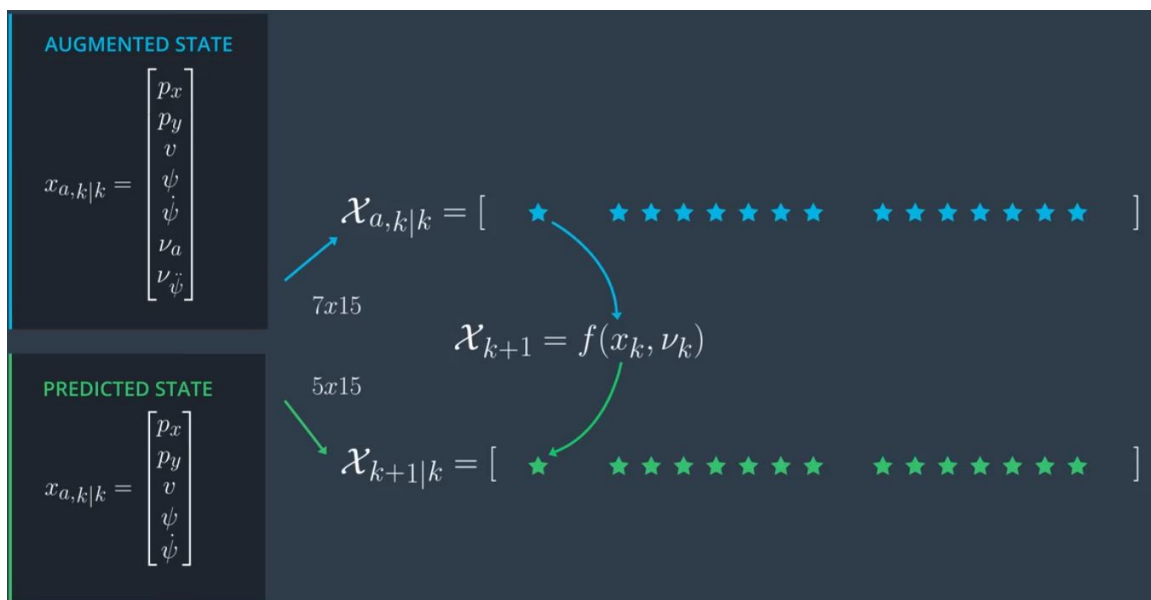 AUGMENTED STATE
x_{a,k|k} = [ p_x
p_y
v
ψ
ψ̇
ν_a
ν_ψ̈ ]
𝒳_{a,k|k} = [ ★ ★★★★★★★ ★★★★★★★ ]
7x15
𝒳_{k+1} = f(x_k, ν_k)
PREDICTED STATE
x_{a,k|k} = [ p_x
p_y
v
ψ
ψ̇ ]
5x15
𝒳_{k+1|k} = [ ★ ★★★★★★★ ★★★★★★★ ]